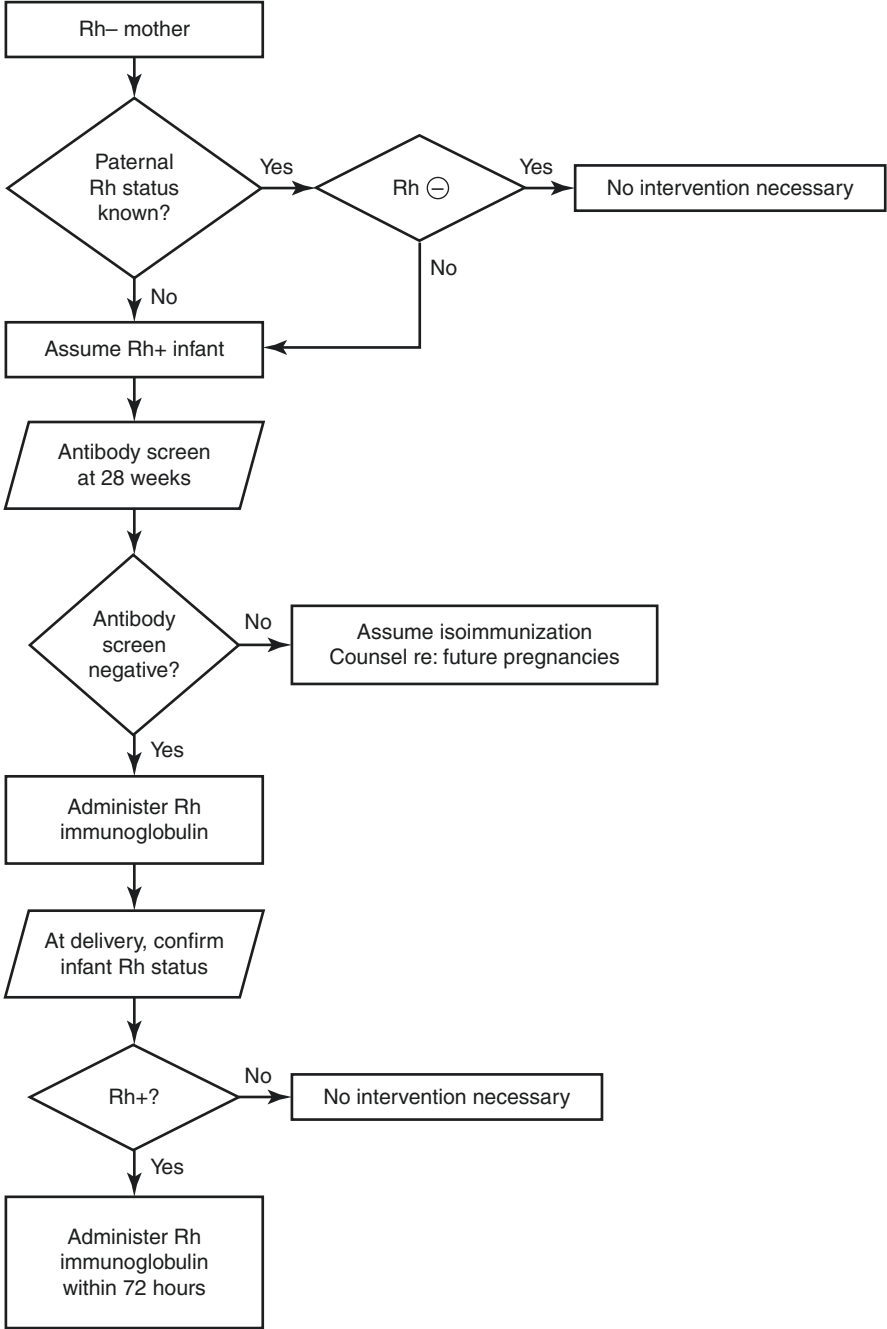 Rh– mother
Paternal
Rh status
known?
Yes
Rh ⊖
Yes
No intervention necessary
No
No
Assume Rh+ infant
Antibody screen
at 28 weeks
Antibody
screen
negative?
No
Assume isoimmunization
Counsel re: future pregnancies
Yes
Administer Rh
immunoglobulin
At delivery, confirm
infant Rh status
Rh+?
No
No intervention necessary
Yes
Administer Rh
immunoglobulin
within 72 hours